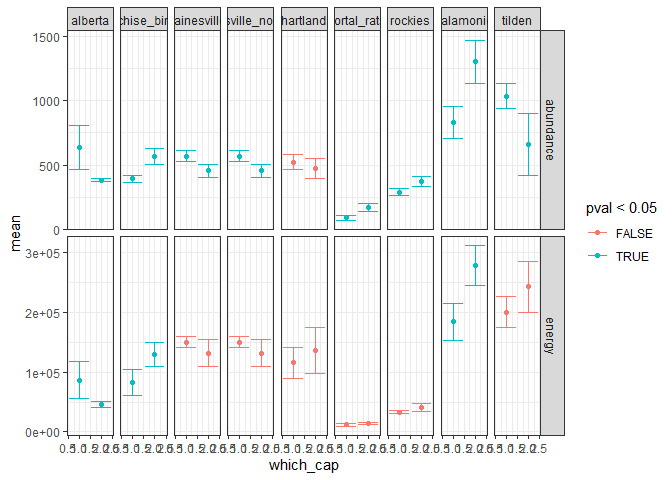 alberta chise_bir ainesvill sville_no hartland ortal_rat rockies alamoni tilden
1500
1000
500
0
abundance
mean
3e+05
2e+05
1e+05
0e+00
energy
which_cap
pval < 0.05
FALSE
TRUE